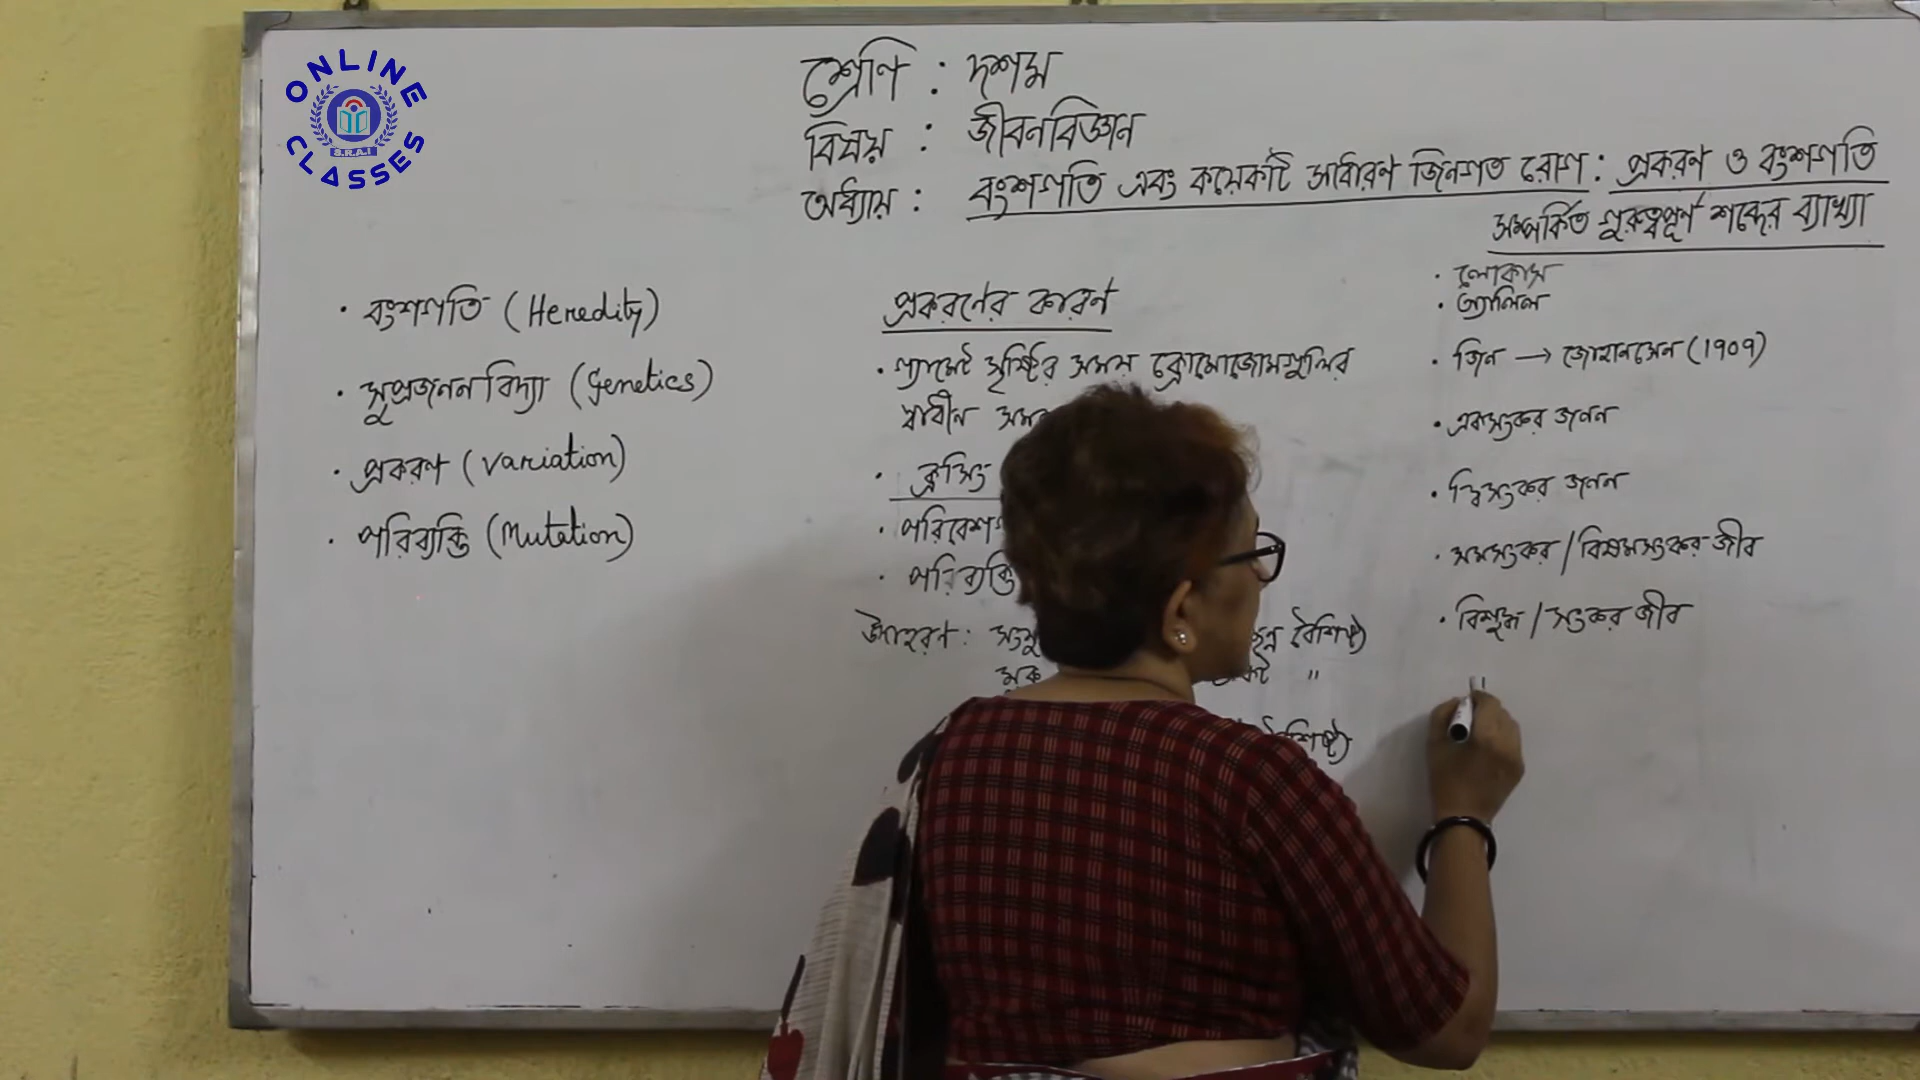 ONLINE CLASSES
S.R.A.I
শ্রেণি : দশম
বিষয় : জীবনবিজ্ঞান
অধ্যায় : বংশগতি এবং কয়েকটি সাধারণ জিনগত রোগ : প্রকরণ ও বংশগতি
সম্পর্কিত গুরুত্বপূর্ণ শব্দের ব্যাখ্যা
• বংশগতি (Heredity)
• সুপ্রজনন বিদ্যা (Genetics)
• প্রকরণ (Variation)
• পরিব্যক্তি (Mutation)
প্রকরণের কারণ
• গ্যামেট সৃষ্টির সময় ক্রোমোজোমগুলির
স্বাধীন
• ক্রসিং
• পরিবেশ
• পরিব্যক্তি
উদাহরণ :
বৈশিষ্ট্য
"
• লোকাস
• অ্যালিল
• জিন → জোহানসেন (1909)
• একসংকর জনন
• দ্বিসংকর জনন
• সমসংকর / বিষমসংকর জীব
• বিশুদ্ধ / সংকর জীব